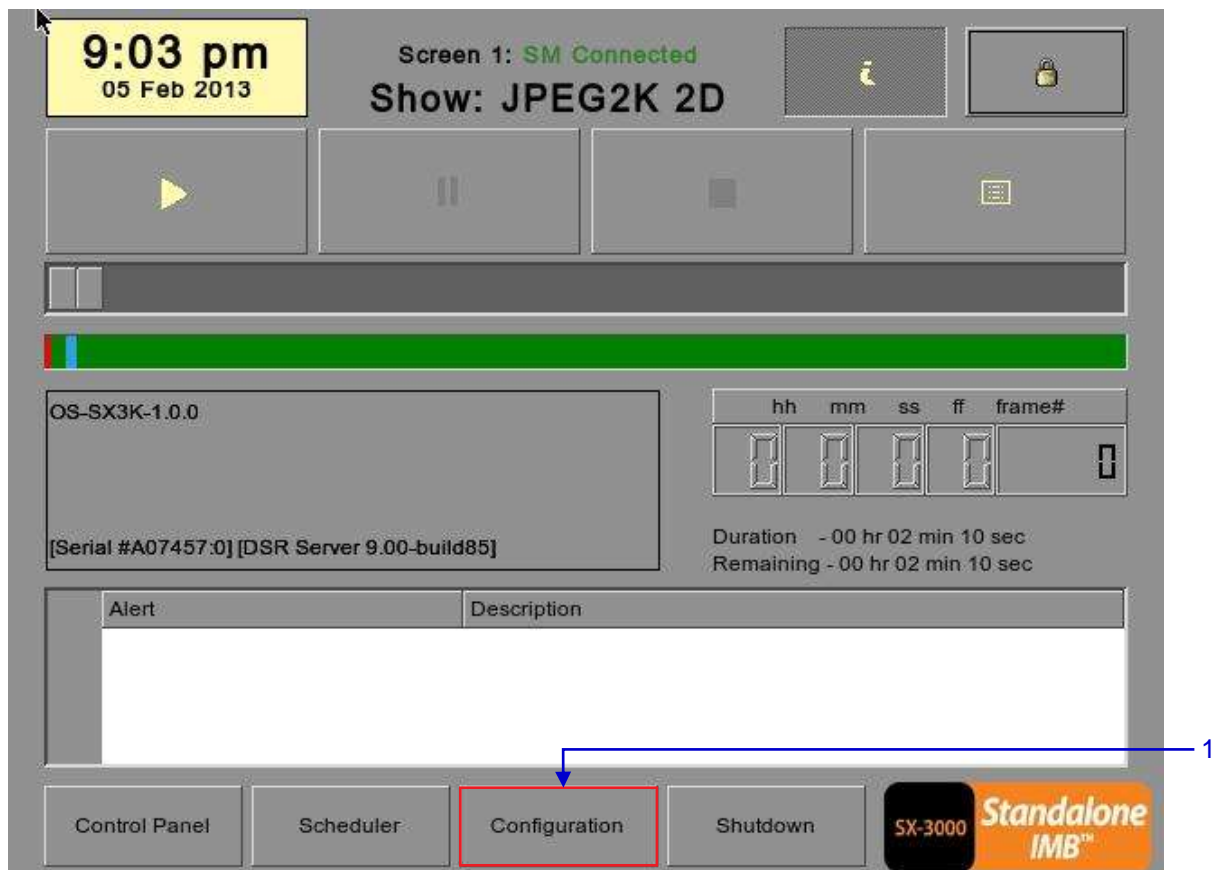 9:03 pm
05 Feb 2013
Screen 1: SM Connected
Show: JPEG2K 2D
i
OS-SX3K-1.0.0
[Serial #A07457:0] [DSR Server 9.00-build85]
hh mm ss ff frame#
0 0 0 0 0
Duration - 00 hr 02 min 10 sec
Remaining - 00 hr 02 min 10 sec
Alert Description
1
Control Panel Scheduler Configuration Shutdown
SX-3000 Standalone
IMB™